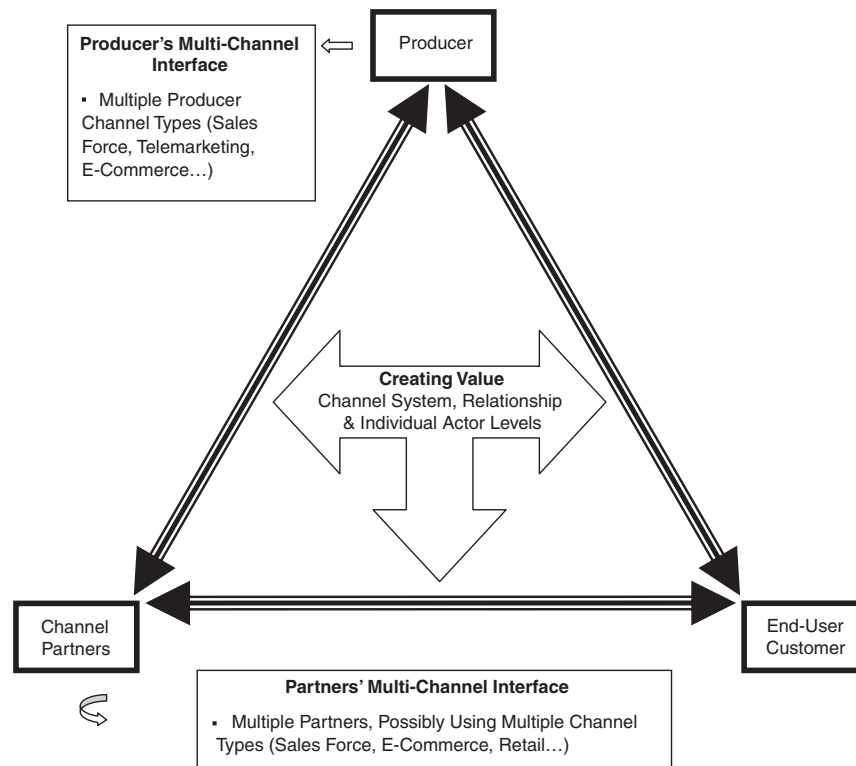 Producer's Multi-Channel
Interface
▪ Multiple Producer
Channel Types (Sales
Force, Telemarketing,
E-Commerce…)
Producer
Creating Value
Channel System, Relationship
& Individual Actor Levels
Channel
Partners
End-User
Customer
Partners' Multi-Channel Interface
▪ Multiple Partners, Possibly Using Multiple Channel
Types (Sales Force, E-Commerce, Retail…)